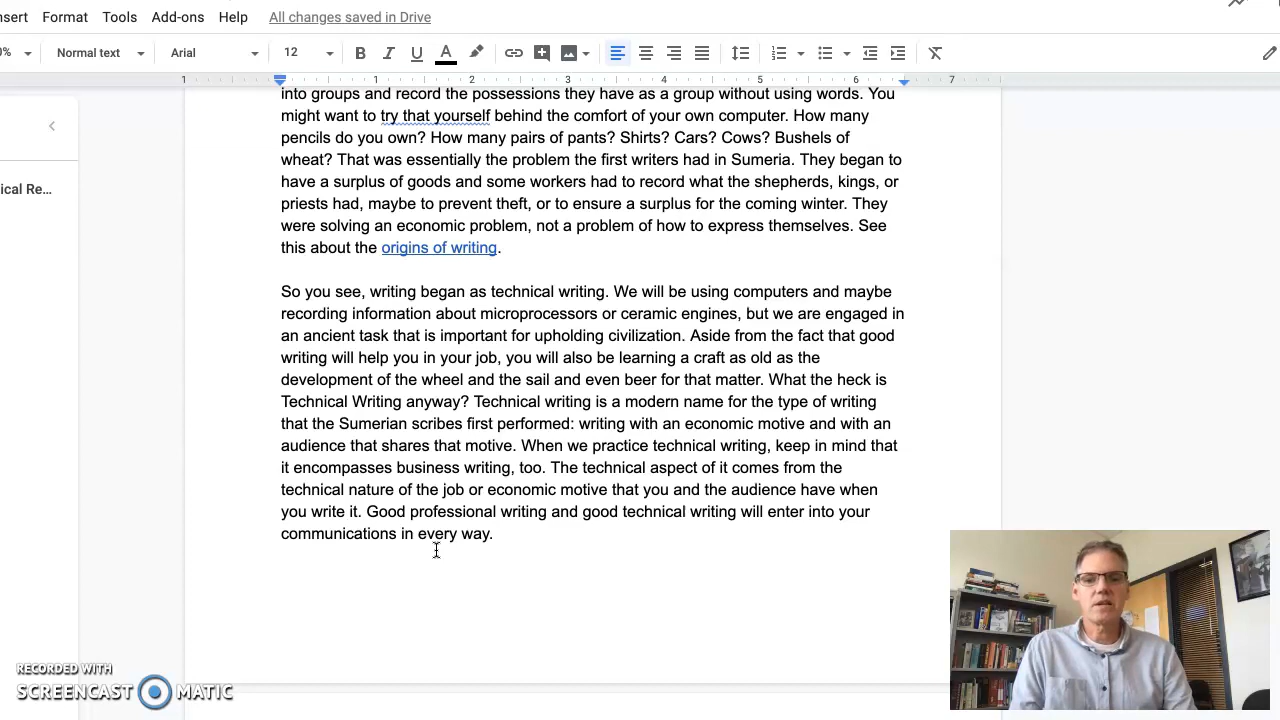 nsert Format Tools Add-ons Help All changes saved in Drive
0% Normal text Arial 12 B I U A
1 1 2 3 4 5 6 7
ical Re...
into groups and record the possessions they have as a group without using words. You
might want to try that yourself behind the comfort of your own computer. How many
pencils do you own? How many pairs of pants? Shirts? Cars? Cows? Bushels of
wheat? That was essentially the problem the first writers had in Sumeria. They began to
have a surplus of goods and some workers had to record what the shepherds, kings, or
priests had, maybe to prevent theft, or to ensure a surplus for the coming winter. They
were solving an economic problem, not a problem of how to express themselves. See
this about the origins of writing.
So you see, writing began as technical writing. We will be using computers and maybe
recording information about microprocessors or ceramic engines, but we are engaged in
an ancient task that is important for upholding civilization. Aside from the fact that good
writing will help you in your job, you will also be learning a craft as old as the
development of the wheel and the sail and even beer for that matter. What the heck is
Technical Writing anyway? Technical writing is a modern name for the type of writing
that the Sumerian scribes first performed: writing with an economic motive and with an
audience that shares that motive. When we practice technical writing, keep in mind that
it encompasses business writing, too. The technical aspect of it comes from the
technical nature of the job or economic motive that you and the audience have when
you write it. Good professional writing and good technical writing will enter into your
communications in every way.
RECORDED WITH
SCREENCAST MATIC